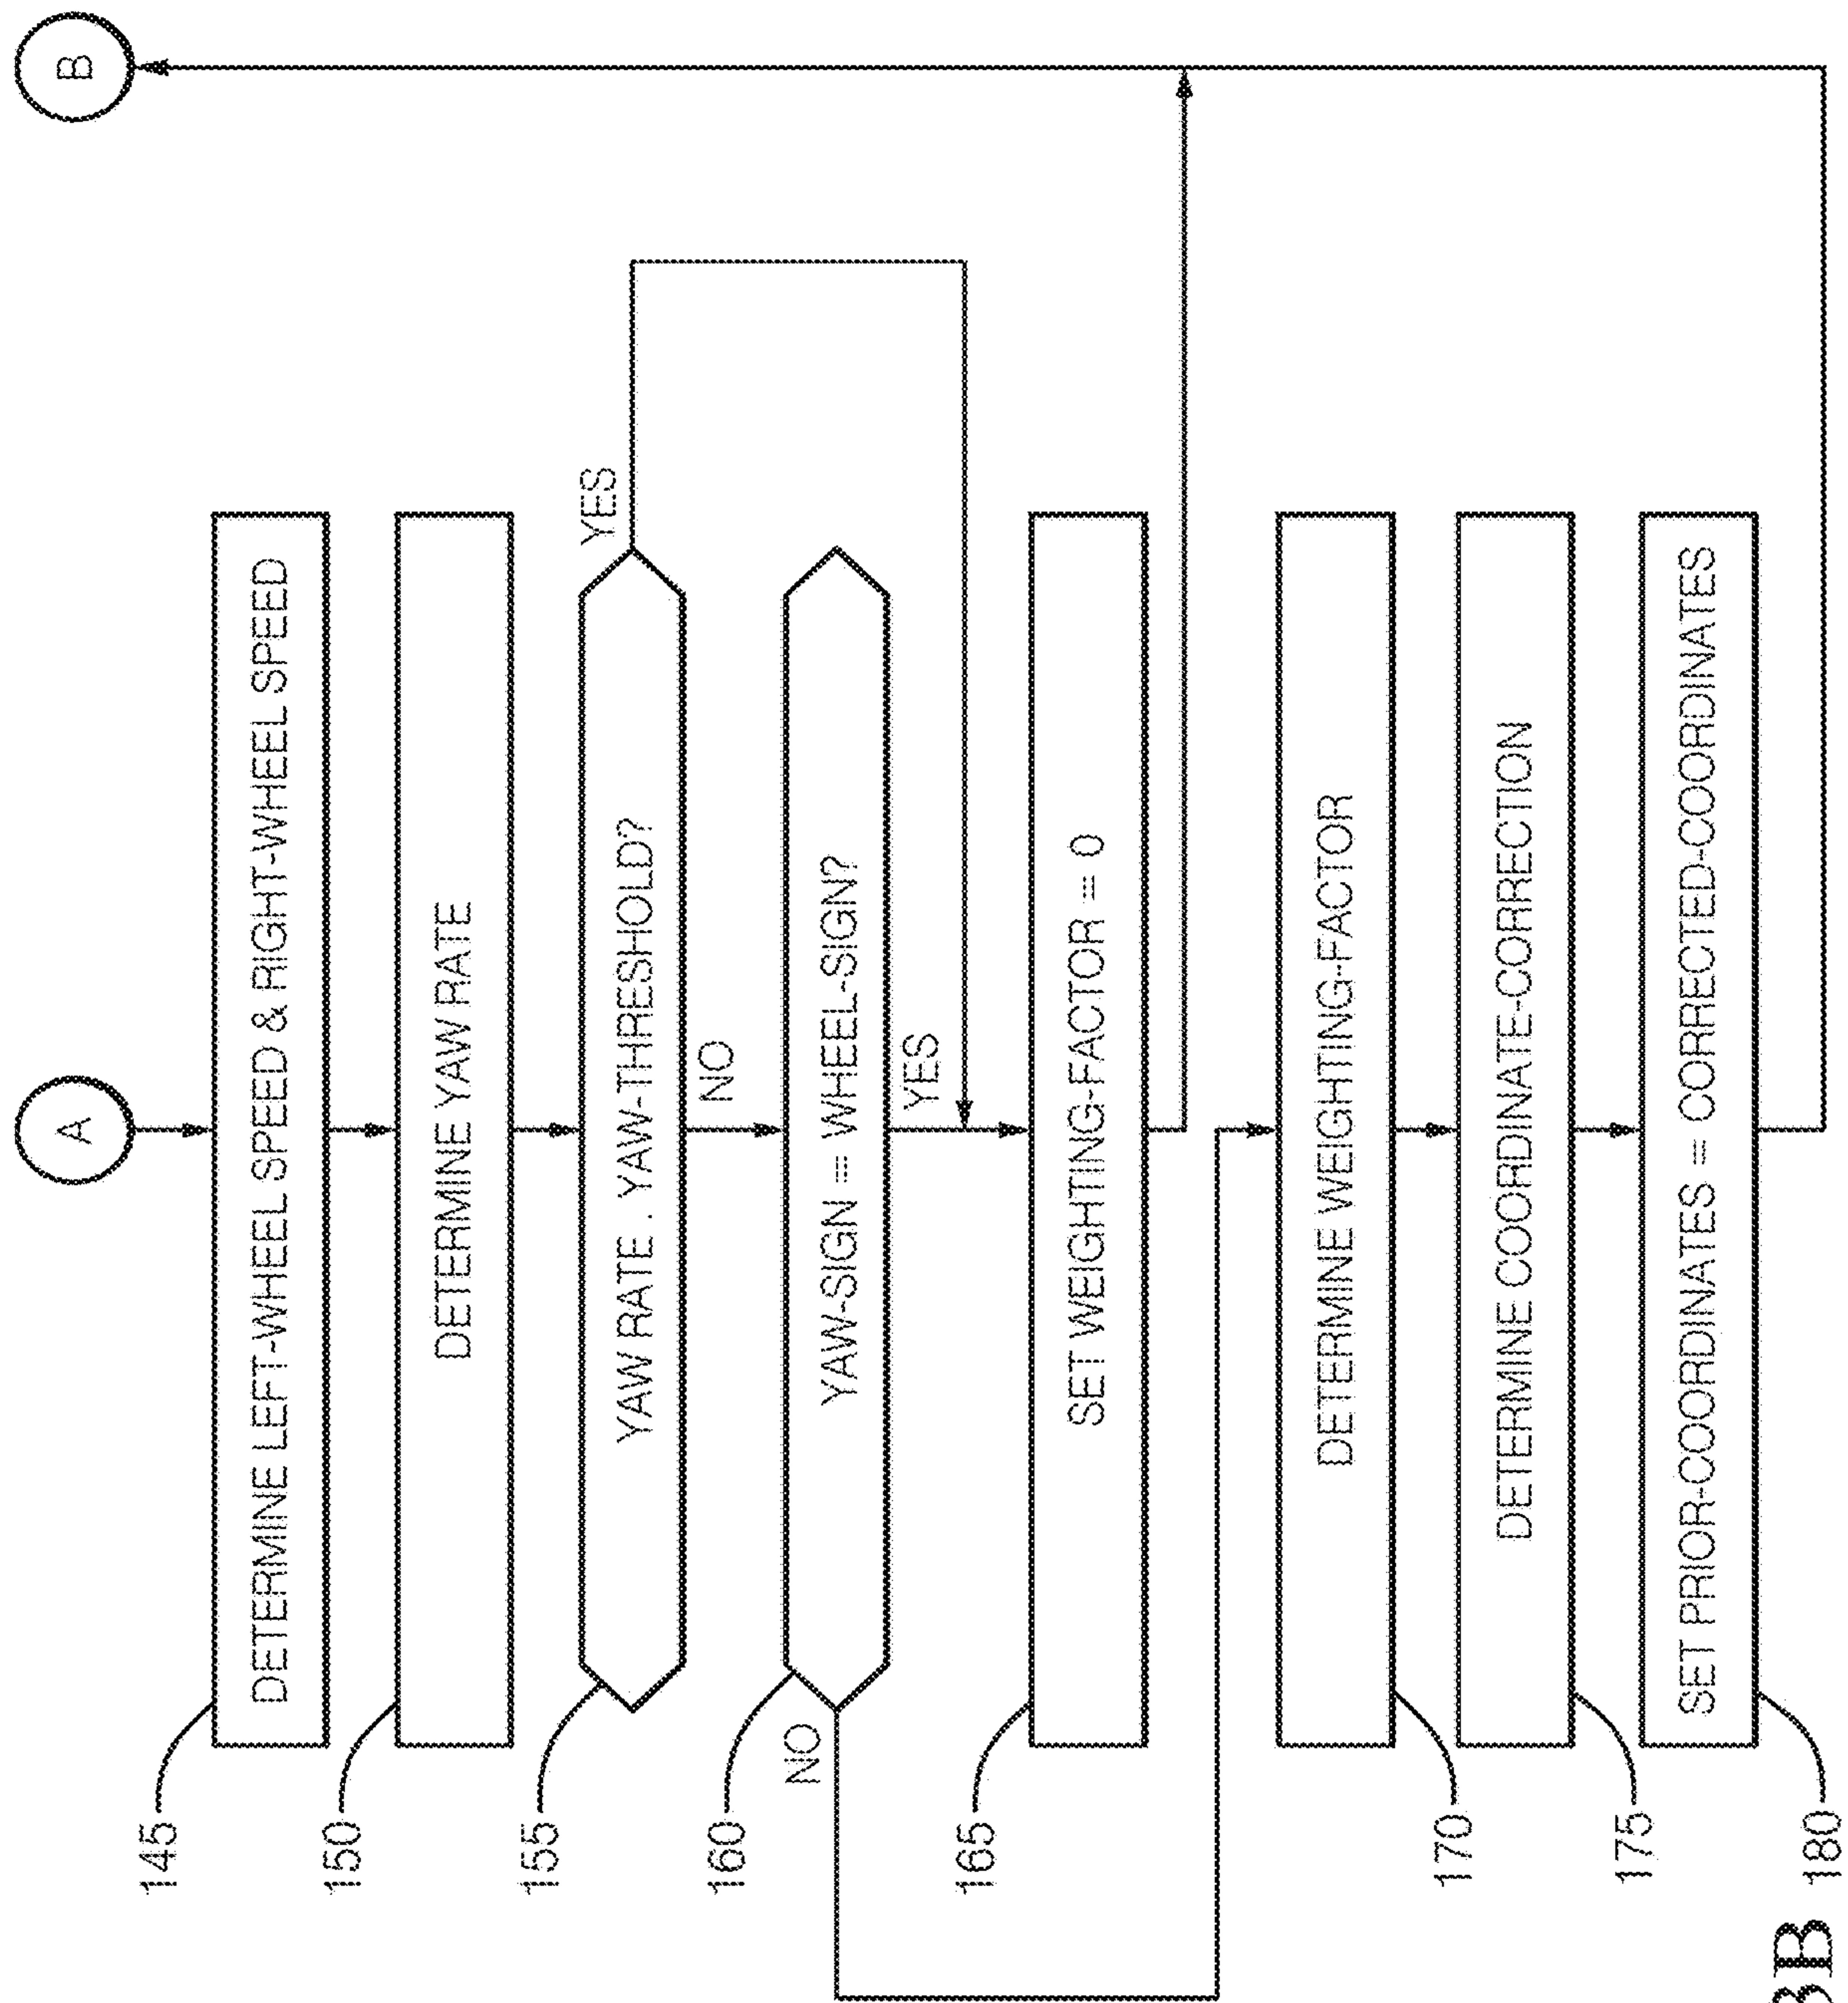 A
B
145
DETERMINE LEFT-WHEEL SPEED & RIGHT-WHEEL SPEED
150
DETERMINE YAW RATE
155
YAW RATE . YAW-THRESHOLD?
YES
NO
160
YAW-SIGN = WHEEL-SIGN?
NO
YES
165
SET WEIGHTING-FACTOR = 0
170
DETERMINE WEIGHTING-FACTOR
175
DETERMINE COORDINATE-CORRECTION
180
SET PRIOR-COORDINATES = CORRECTED-COORDINATES
3B